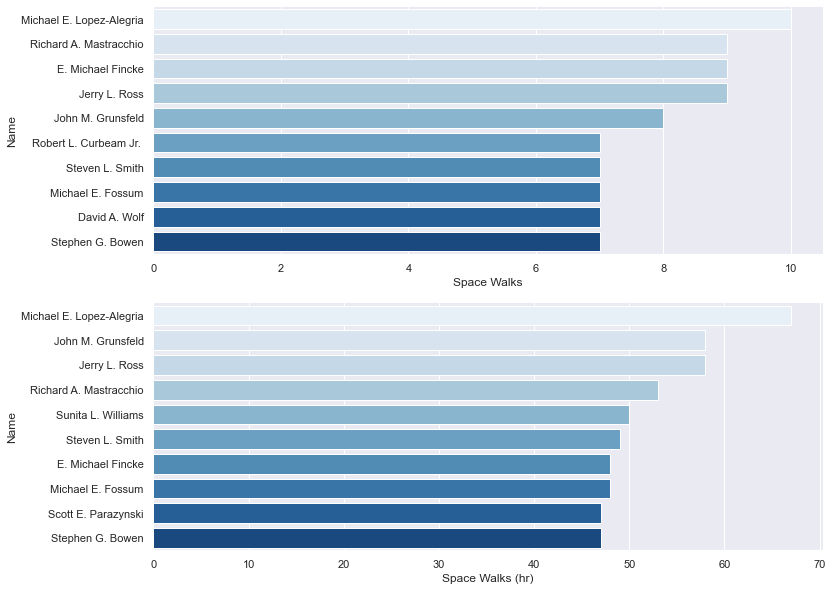 Michael E. Lopez-Alegria
Richard A. Mastracchio
E. Michael Fincke
Jerry L. Ross
John M. Grunsfeld
Robert L. Curbeam Jr.
Steven L. Smith
Michael E. Fossum
David A. Wolf
Stephen G. Bowen
Name
0 2 4 6 8 10
Space Walks
Michael E. Lopez-Alegria
John M. Grunsfeld
Jerry L. Ross
Richard A. Mastracchio
Sunita L. Williams
Steven L. Smith
E. Michael Fincke
Michael E. Fossum
Scott E. Parazynski
Stephen G. Bowen
Name
0 10 20 30 40 50 60 70
Space Walks (hr)